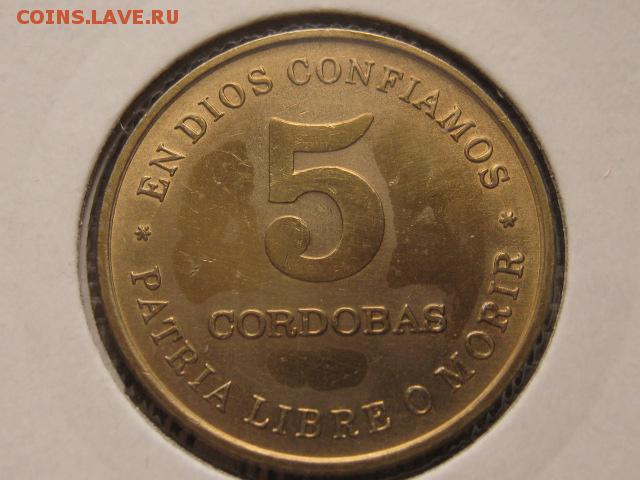 COINS.LAVE.RU
EN DIOS CONFIAMOS
5
CORDOBAS
* PATRIA LIBRE O MORIR *